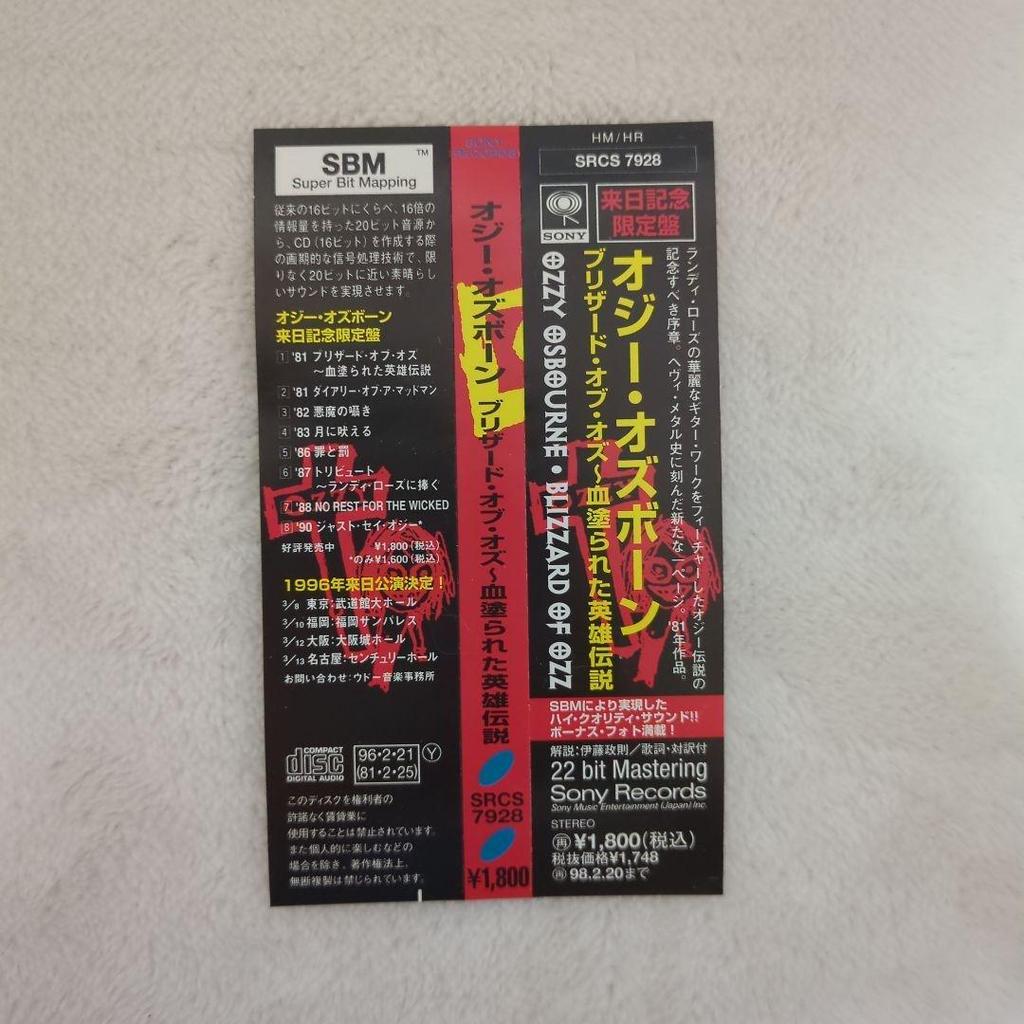 SBM™
Super Bit Mapping
従来の16ビットにくらべ、16倍の
情報量を持った20ビット音源か
ら、CD（16ビット）を作成する際
の画期的な信号処理技術で、限
りなく20ビットに近い素晴らし
いサウンドを実現させます。
オジー・オズボーン
来日記念限定盤
1 '81 ブリザード・オブ・オズ
〜血塗られた英雄伝説
2 '81 ダイアリー・オブ・ア・マッドマン
3 '82 悪魔の囁き
4 '83 月に吠える
5 '86 罪と罰
6 '87 トリビュート
〜ランディ・ローズに捧ぐ
7 '88 NO REST FOR THE WICKED
8 '90 ジャスト・セイ・オジー*
好評発売中 ¥1,800（税込）
*のみ¥1,600（税込）
1996年来日公演決定！
3/8 東京：武道館大ホール
3/10 福岡：福岡サンパレス
3/12 大阪：大阪城ホール
3/13 名古屋：センチュリーホール
お問い合わせ：ウドー音楽事務所
COMPACT
disc
DIGITAL AUDIO
96・2・21
(81・2・25)
Y
このディスクを権利者の
許諾なく賃貸業に
使用することは禁止されています。
また個人的に楽しむなどの
場合を除き、著作権法上、
無断複製は禁じられています。
SONY
RECORDS
オジー・オズボーン ブリザード・オブ・オズ〜血塗られた英雄伝説
SRCS
7928
¥1,800
HM/HR
SRCS 7928
SONY
来日記念
限定盤
ランディ・ローズの華麗なギター・ワークをフィーチャーしたオジー伝説の
記念すべき序章。ヘヴィ・メタル史に刻んだ新たな一ページ。'81年作品。
オジー・オズボーン
ブリザード・オブ・オズ〜血塗られた英雄伝説
OZZY OSBOURNE・BLIZZARD OF OZZ
SBMにより実現した
ハイ・クオリティ・サウンド!!
ボーナス・フォト満載！
解説：伊藤政則／歌詞・対訳付
22 bit Mastering
Sony Records
Sony Music Entertainment (Japan) Inc.
STEREO
再 ¥1,800（税込）
税抜価格¥1,748
再 98.2.20まで